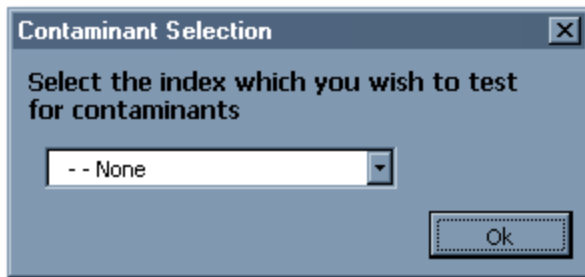 Contaminant Selection
Select the index which you wish to test
for contaminants
- - None
Ok